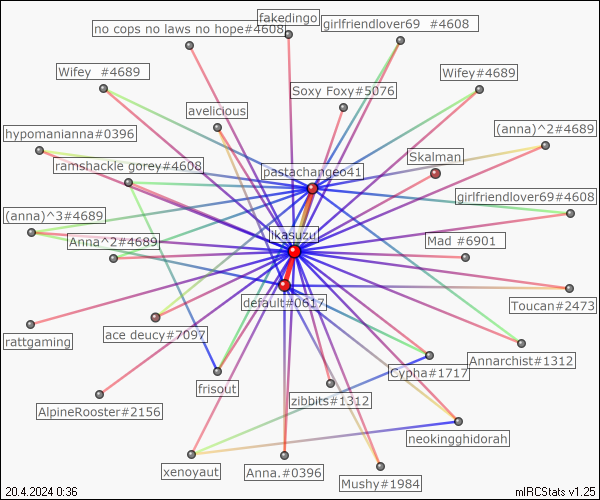 fakedingo
no cops no laws no hope#4608
girlfriendlover69 #4608
Wifey #4689
Wifey#4689
Soxy Foxy#5076
avelicious
hypomanianna#0396
(anna)^2#4689
Skalman
ramshackle gorey#4608
pastachangeo41
girlfriendlover69#4608
(anna)^3#4689
Anna^2#4689
ikasuzu
Mad #6901
default#0617
Toucan#2473
rattgaming
ace deucy#7097
Annarchist#1312
Cypha#1717
frisout
zibbits#1312
AlpineRooster#2156
neokingghidorah
xenoyaut
Anna.#0396
Mushy#1984
20.4.2024 0:36
mIRCStats v1.25